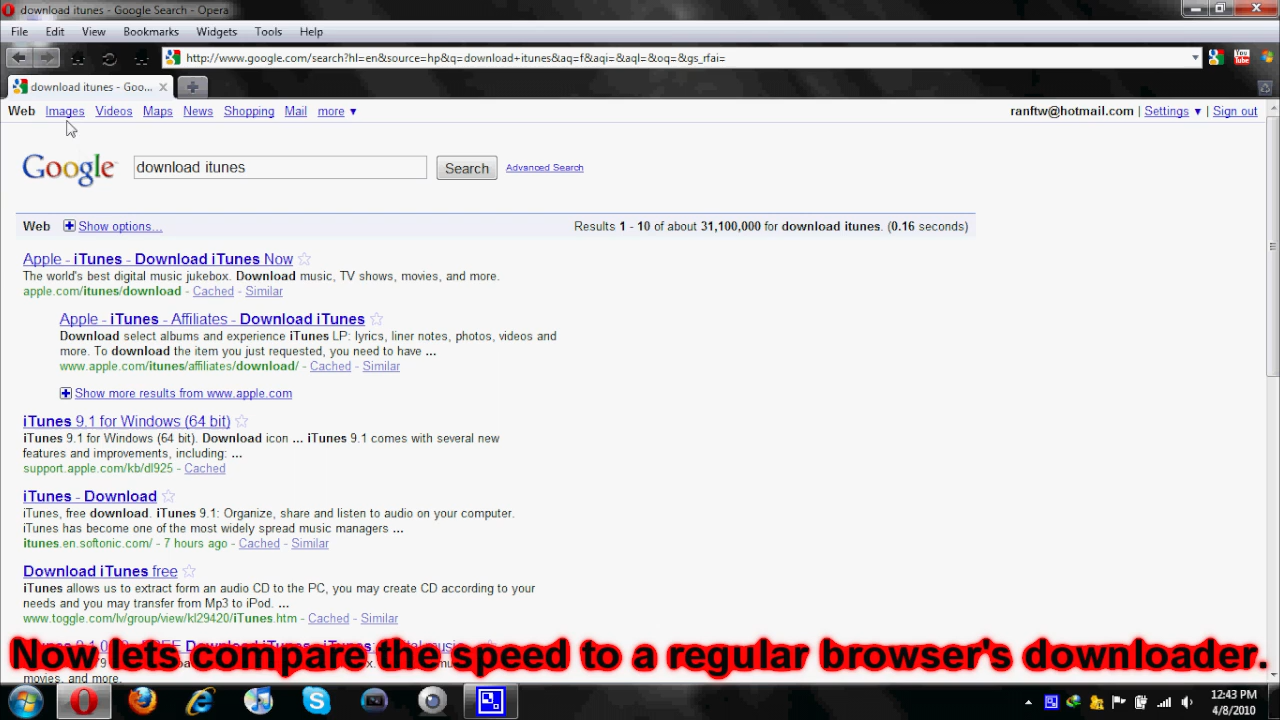 download itunes - Google Search - Opera
File Edit View Bookmarks Widgets Tools Help
http://www.google.com/search?hl=en&source=hp&q=download+itunes&aq=f&aqi=&aql=&oq=&gs_rfai=
You Tube
download itunes - Goo...
Web Images Videos Maps News Shopping Mail more ▼ ranftw@hotmail.com | Settings ▼ | Sign out
Google download itunes Search Advanced Search
Web Show options... Results 1 - 10 of about 31,100,000 for download itunes. (0.16 seconds)
Apple - iTunes - Download iTunes Now
The world's best digital music jukebox. Download music, TV shows, movies, and more.
apple.com/itunes/download - Cached - Similar
Apple - iTunes - Affiliates - Download iTunes
Download select albums and experience iTunes LP: lyrics, liner notes, photos, videos and
more. To download the item you just requested, you need to have ...
www.apple.com/itunes/affiliates/download/ - Cached - Similar
Show more results from www.apple.com
iTunes 9.1 for Windows (64 bit)
iTunes 9.1 for Windows (64 bit). Download icon ... iTunes 9.1 comes with several new
features and improvements, including: ...
support.apple.com/kb/dl925 - Cached
iTunes - Download
iTunes, free download. iTunes 9.1: Organize, share and listen to audio on your computer.
iTunes has become one of the most widely spread music managers ...
itunes.en.softonic.com/ - 7 hours ago - Cached - Similar
Download iTunes free
iTunes allows us to extract form an audio CD to the PC, you may create CD according to your
needs and you may transfer from Mp3 to iPod. ...
www.toggle.com/lv/group/view/kl29420/iTunes.htm - Cached - Similar
Now lets compare the speed to a regular browser's downloader.
movies, and more.
12:43 PM
4/8/2010